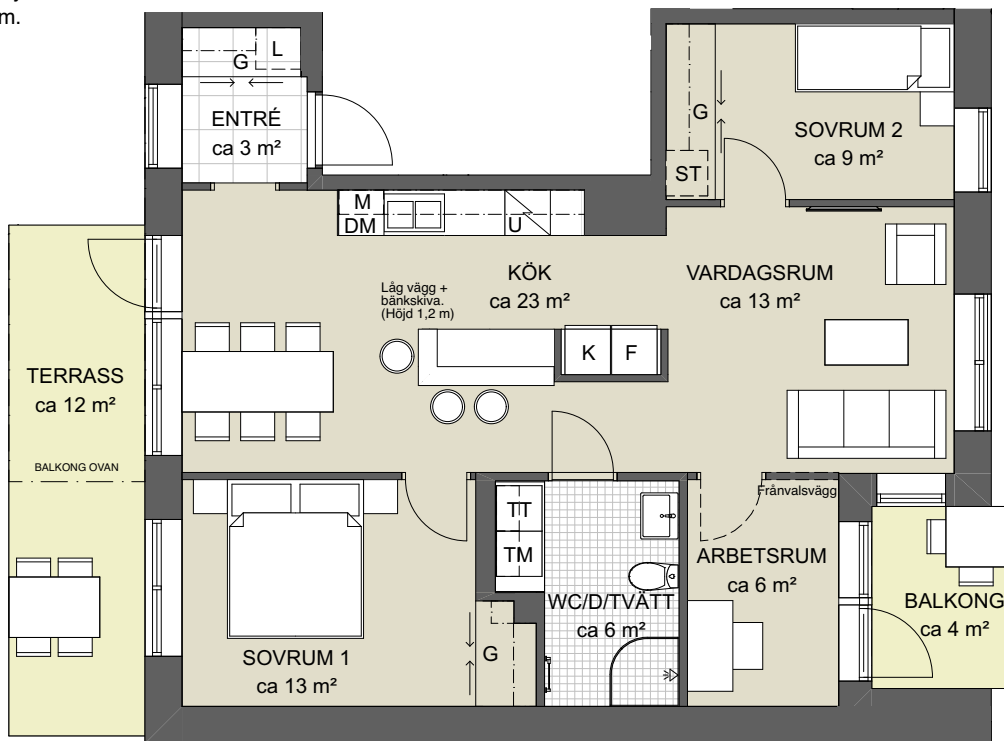 m.
L
G
ENTRÉ
ca 3 m²
G
SOVRUM 2
ca 9 m²
ST
M
DM
U
KÖK
ca 23 m²
VARDAGSRUM
ca 13 m²
Låg vägg +
bänkskiva.
(Höjd 1,2 m)
K F
TERRASS
ca 12 m²
BALKONG OVAN
Frånvalsvägg
TT
TM
ARBETSRUM
ca 6 m²
WC/D/TVÄTT
ca 6 m²
BALKONG
ca 4 m²
SOVRUM 1
ca 13 m²
G